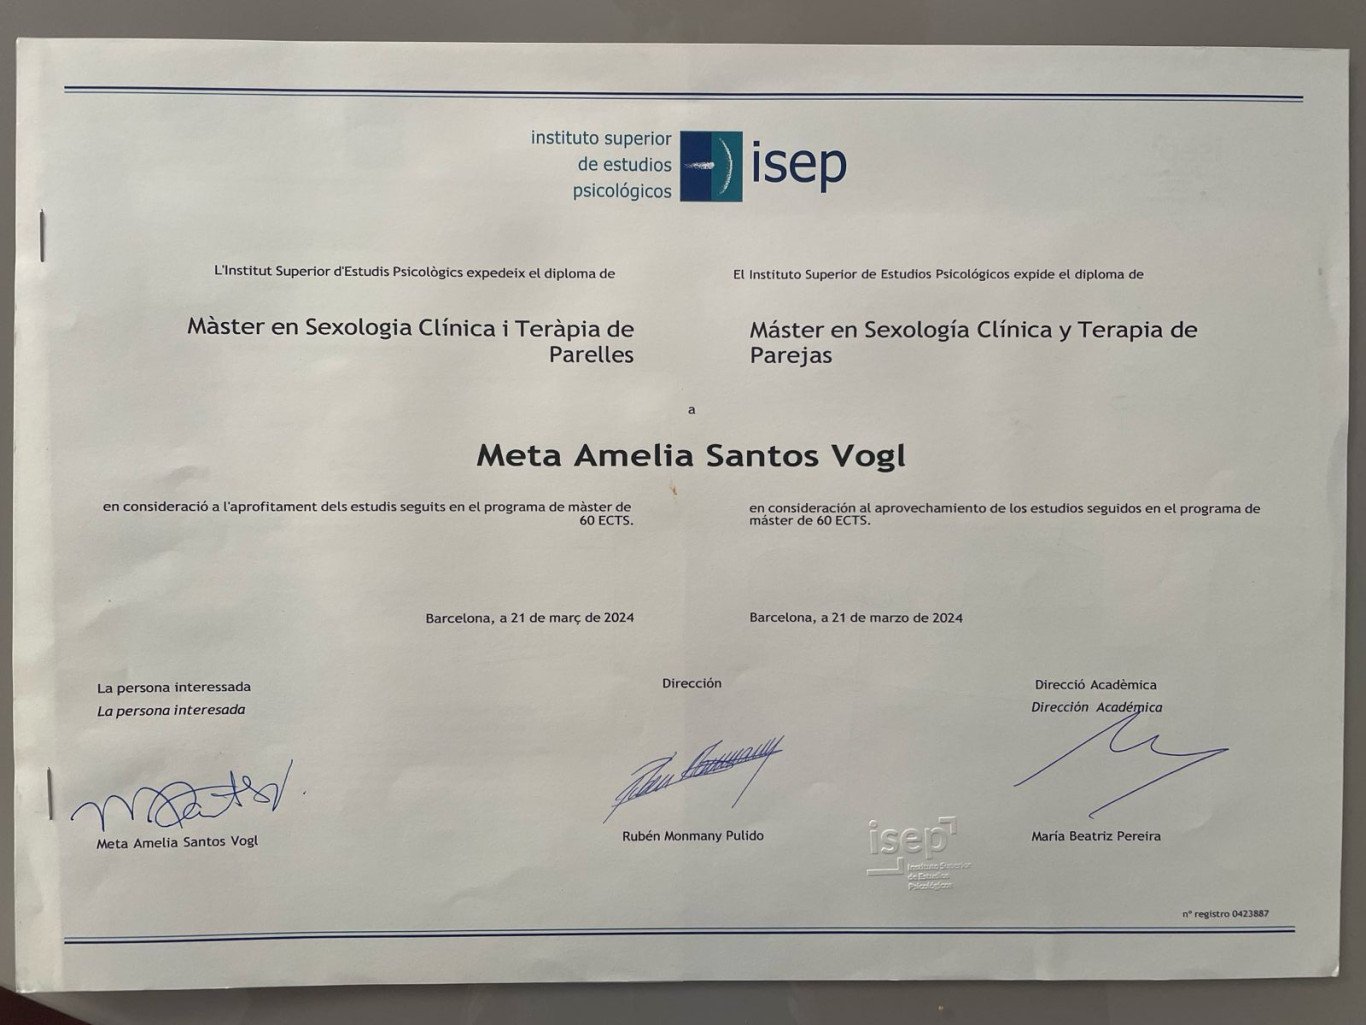 instituto superior
de estudios
psicológicos
isep
L'Institut Superior d'Estudis Psicològics expedeix el diploma de
Màster en Sexologia Clínica i Teràpia de
Parelles
El Instituto Superior de Estudios Psicológicos expide el diploma de
Máster en Sexología Clínica y Terapia de
Parejas
a
Meta Amelia Santos Vogl
en consideració a l'aprofitament dels estudis seguits en el programa de màster de
60 ECTS.
en consideración al aprovechamiento de los estudios seguidos en el programa de
máster de 60 ECTS.
Barcelona, a 21 de març de 2024
Barcelona, a 21 de marzo de 2024
La persona interessada
La persona interesada
Meta Amelia Santos Vogl
Dirección
Rubén Monmany Pulido
Direcció Acadèmica
Dirección Académica
María Beatriz Pereira
isep
Instituto Superior
de Estudios
Psicológicos
nº registro 0423887